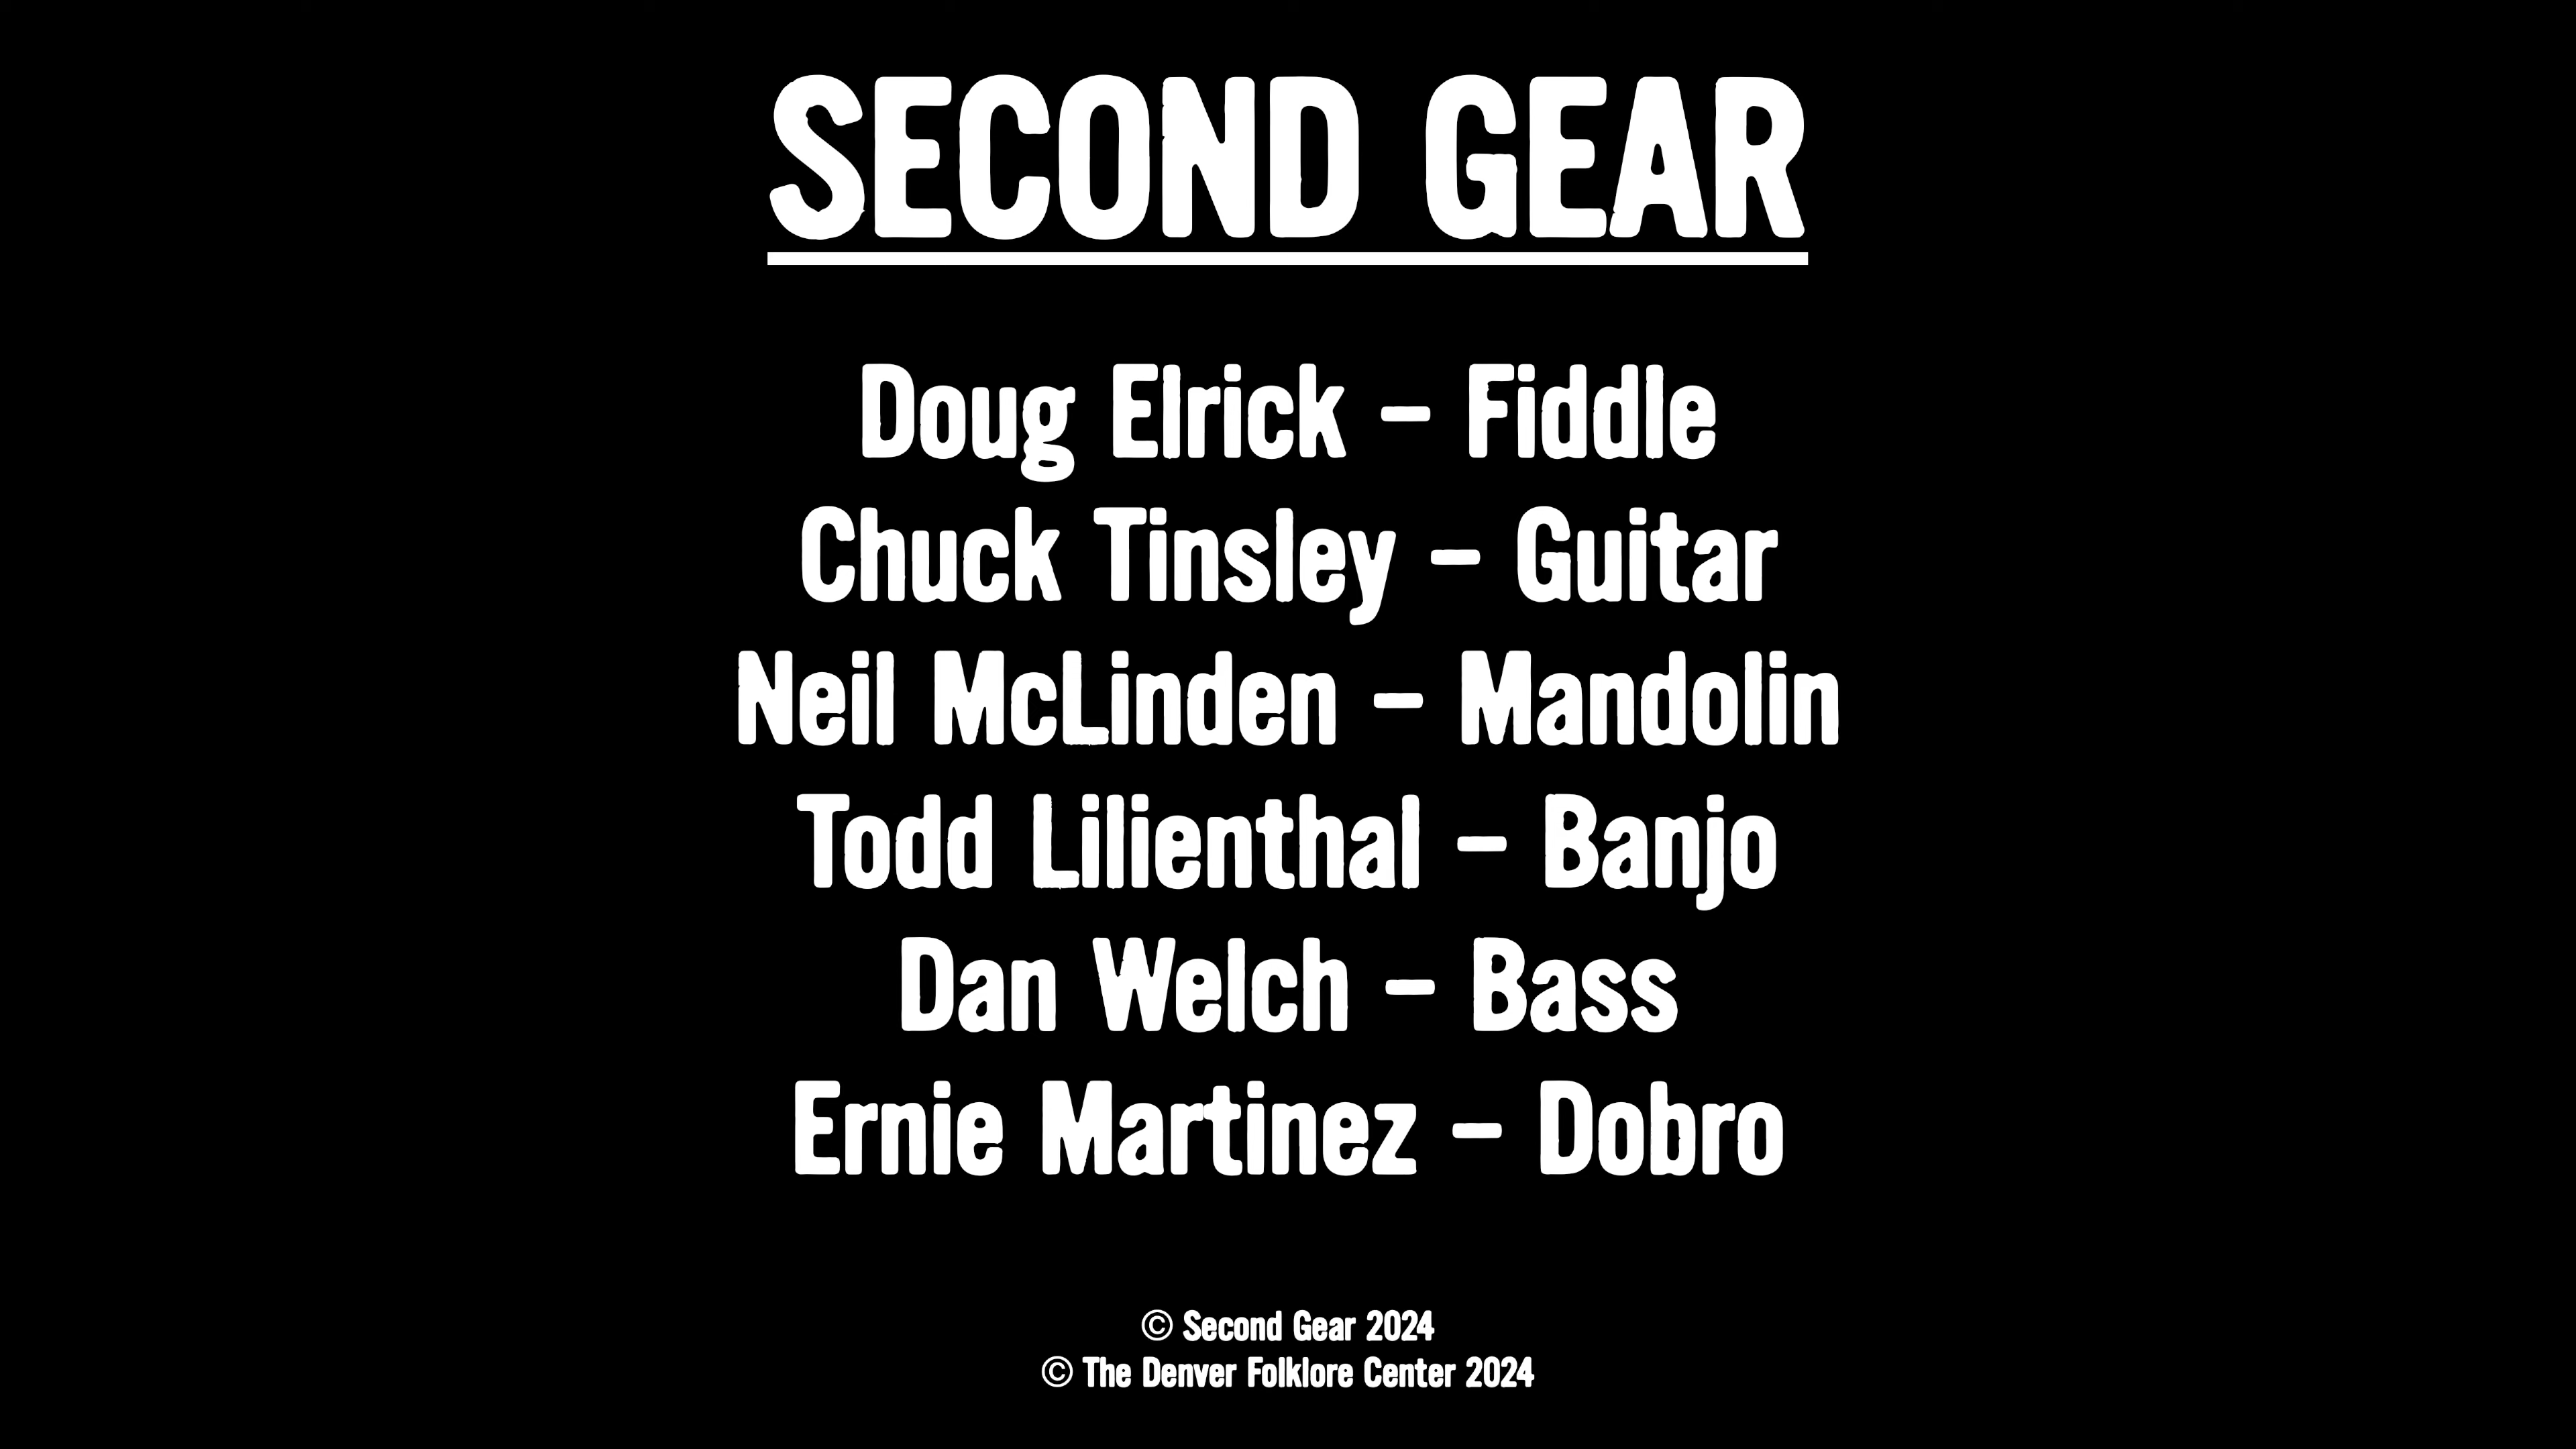 SECOND GEAR
Doug Elrick – Fiddle
Chuck Tinsley – Guitar
Neil McLinden – Mandolin
Todd Lilienthal – Banjo
Dan Welch – Bass
Ernie Martinez – Dobro
© Second Gear 2024
© The Denver Folklore Center 2024